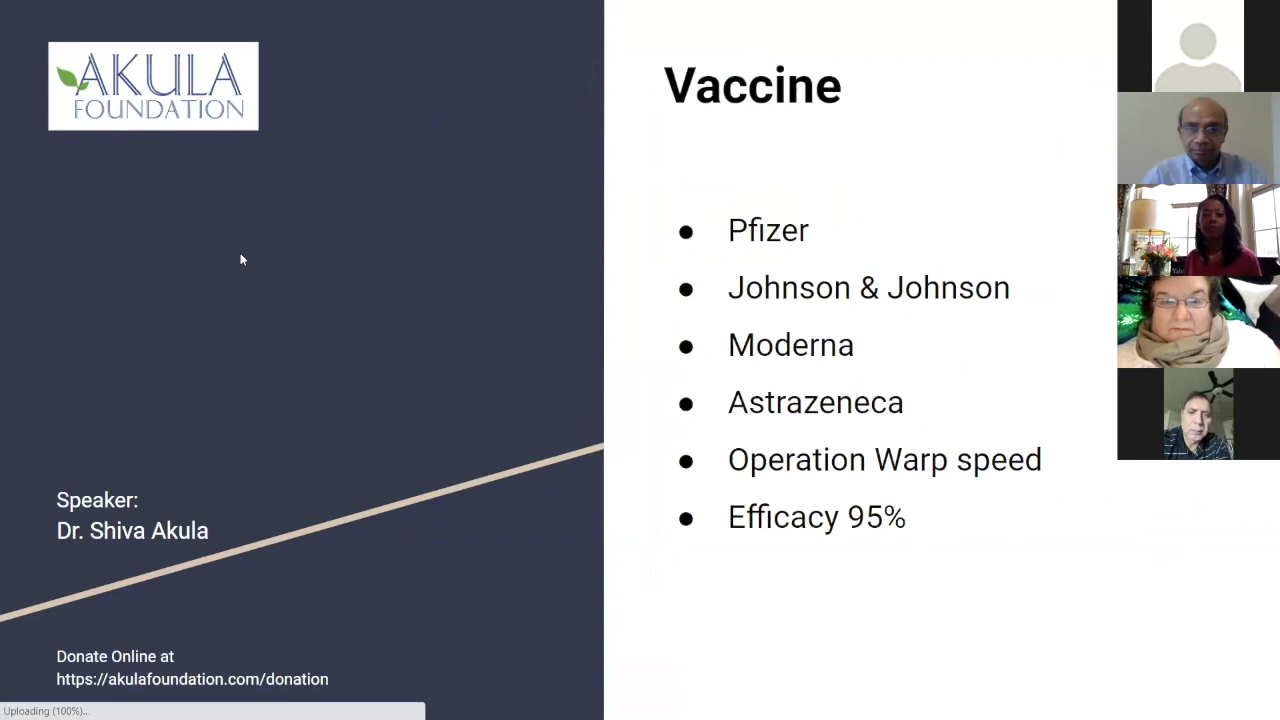 AKULA
FOUNDATION
Vaccine
● Pfizer
● Johnson & Johnson
● Moderna
● Astrazeneca
● Operation Warp speed
● Efficacy 95%
Speaker:
Dr. Shiva Akula
Donate Online at
https://akulafoundation.com/donation
Uploading (100%)...
Yale